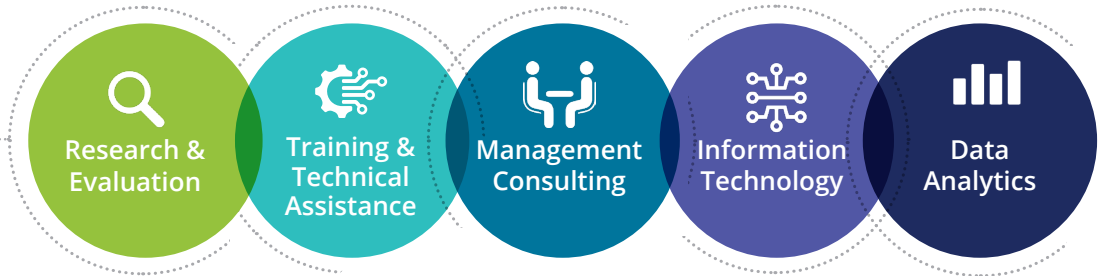 Research &
Evaluation
Training &
Technical
Assistance
Management
Consulting
Information
Technology
Data
Analytics